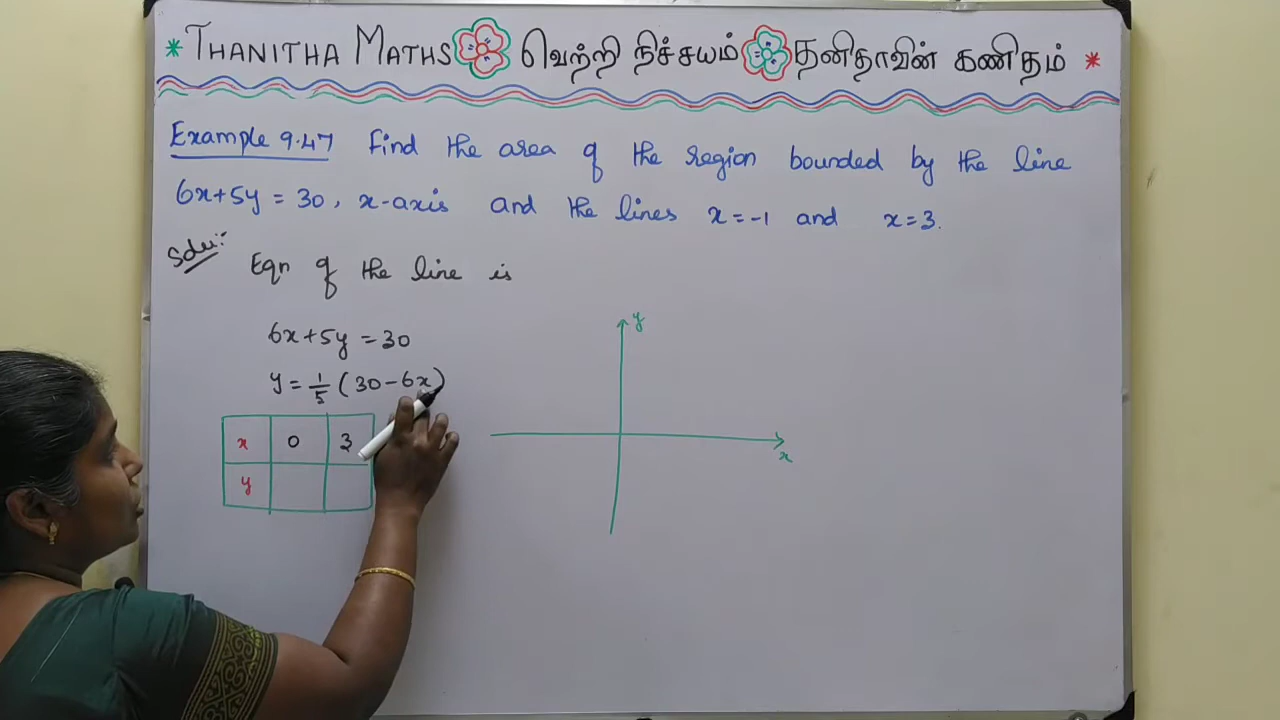 * THANITHA MATHS வெற்றி நிச்சயம் தனிதாவின் கணிதம் *
Example 9.47 Find the area of the region bounded by the line
6x+5y = 30, x-axis and the lines x = -1 and x = 3.
Solu:-
Eqn of the line is
6x+5y = 30
y = 1/5 (30-6x)
x 0 3
y
y
x